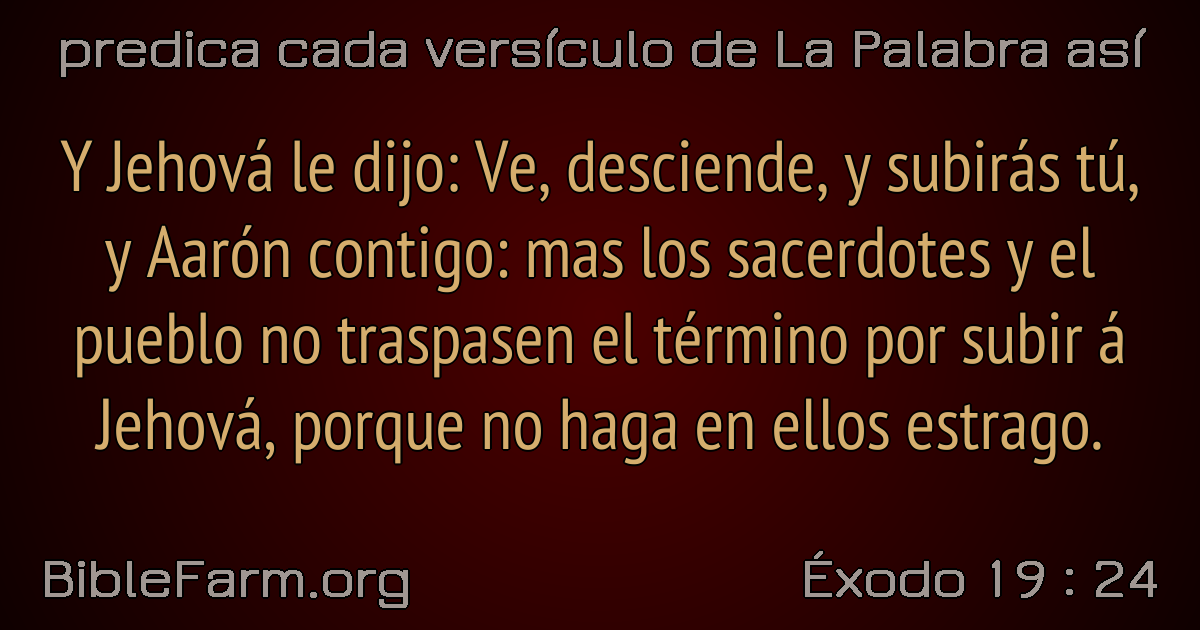 predica cada versículo de La Palabra así
Y Jehová le dijo: Ve, desciende, y subirás tú,
y Aarón contigo: mas los sacerdotes y el
pueblo no traspasen el término por subir á
Jehová, porque no haga en ellos estrago.
BibleFarm.org
Éxodo 19 : 24